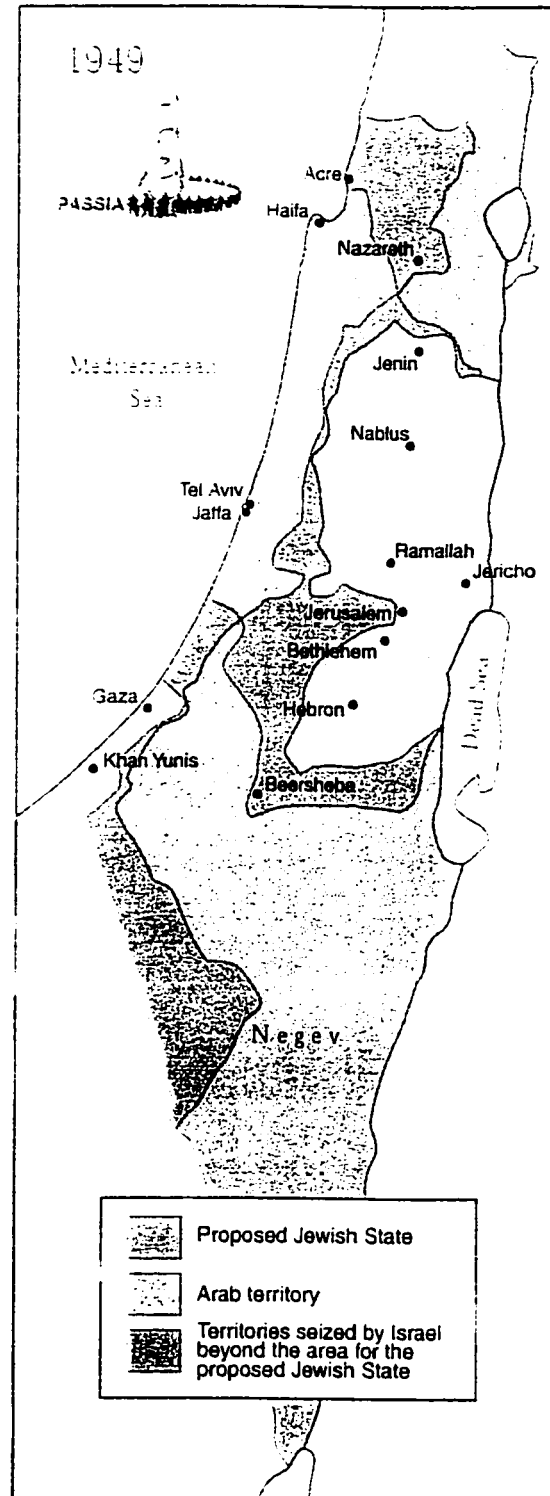 1949
PASSIA
Acre
Haifa
Nazareth
Mediterranean
Sea
Jenin
Nablus
Tel Aviv
Jaffa
Ramallah
Jericho
Jerusalem
Bethlehem
Gaza
Hebron
Dead Sea
Khan Yunis
Beersheba
Negev
Proposed Jewish State
Arab territory
Territories seized by Israel
beyond the area for the
proposed Jewish State